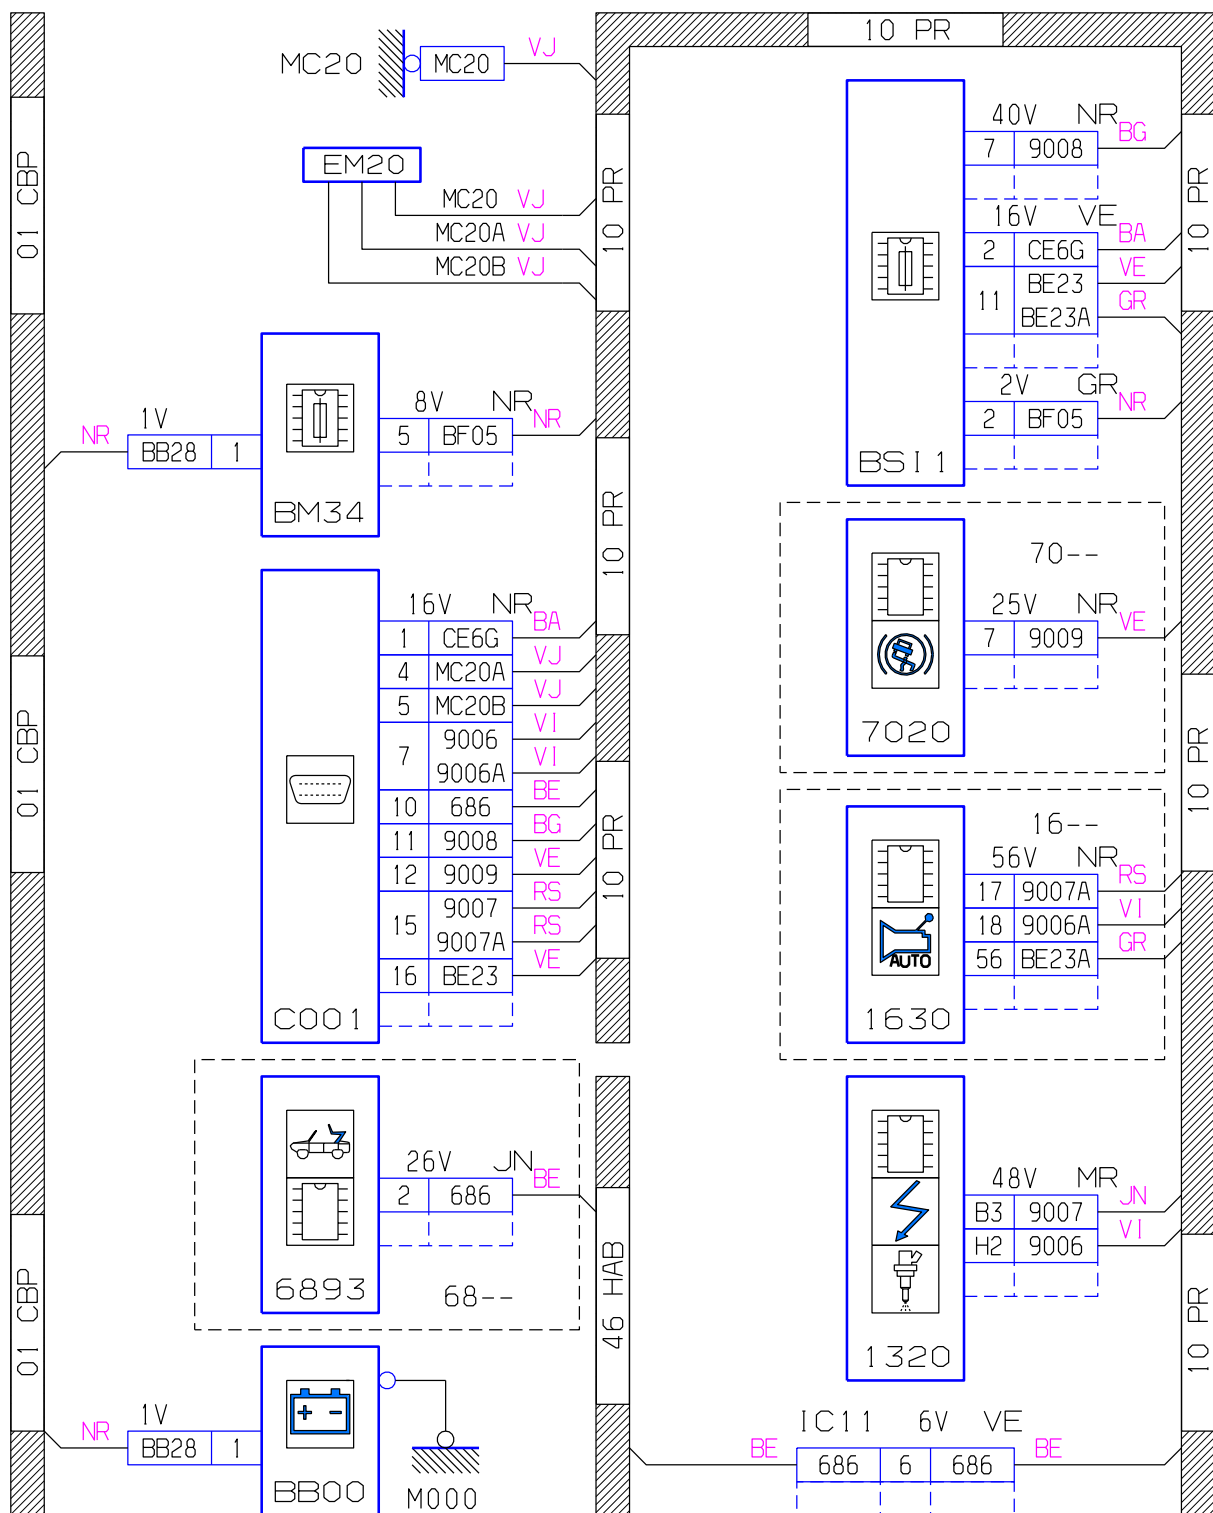 10 PR
MC20 MC20 VJ
01 CBP
EM20
MC20 VJ
MC20A VJ
MC20B VJ
10 PR
BM34
1V
NR BB28 1
8V NR
5 BF05 NR
10 PR
01 CBP
C001
16V NR
1 CE6G BA
4 MC20A VJ
5 MC20B VJ
7 9006 VI
9006A VI
10 686 BE
11 9008 BG
12 9009 VE
15 9007 RS
9007A RS
16 BE23 VE
10 PR
6893
26V JN
2 686 BE
68--
46 HAB
01 CBP
1V
NR BB28 1
BB00
+ -
M000
BSI1
40V NR
7 9008 BG
16V VE
2 CE6G BA
11 BE23 VE
BE23A GR
2V GR
2 BF05 NR
10 PR
70--
25V NR
7 9009 VE
7020
10 PR
16--
56V NR
17 9007A RS
18 9006A VI
56 BE23A GR
AUTO
1630
48V MR
B3 9007 JN
H2 9006 VI
1320
10 PR
IC11 6V VE
BE 686 6 686 BE